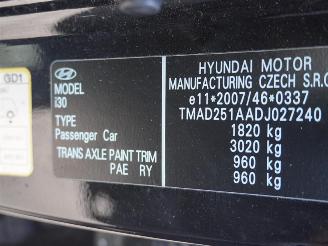 GD1
HYUNDAI MOTOR
MANUFACTURING CZECH S.R.O
e11*2007/46*0337
TMAD251AADJ027240
1820 kg
3020 kg
960 kg
960 kg
MODEL
i30
TYPE
Passenger Car
TRANS AXLE PAINT TRIM
PAE RY